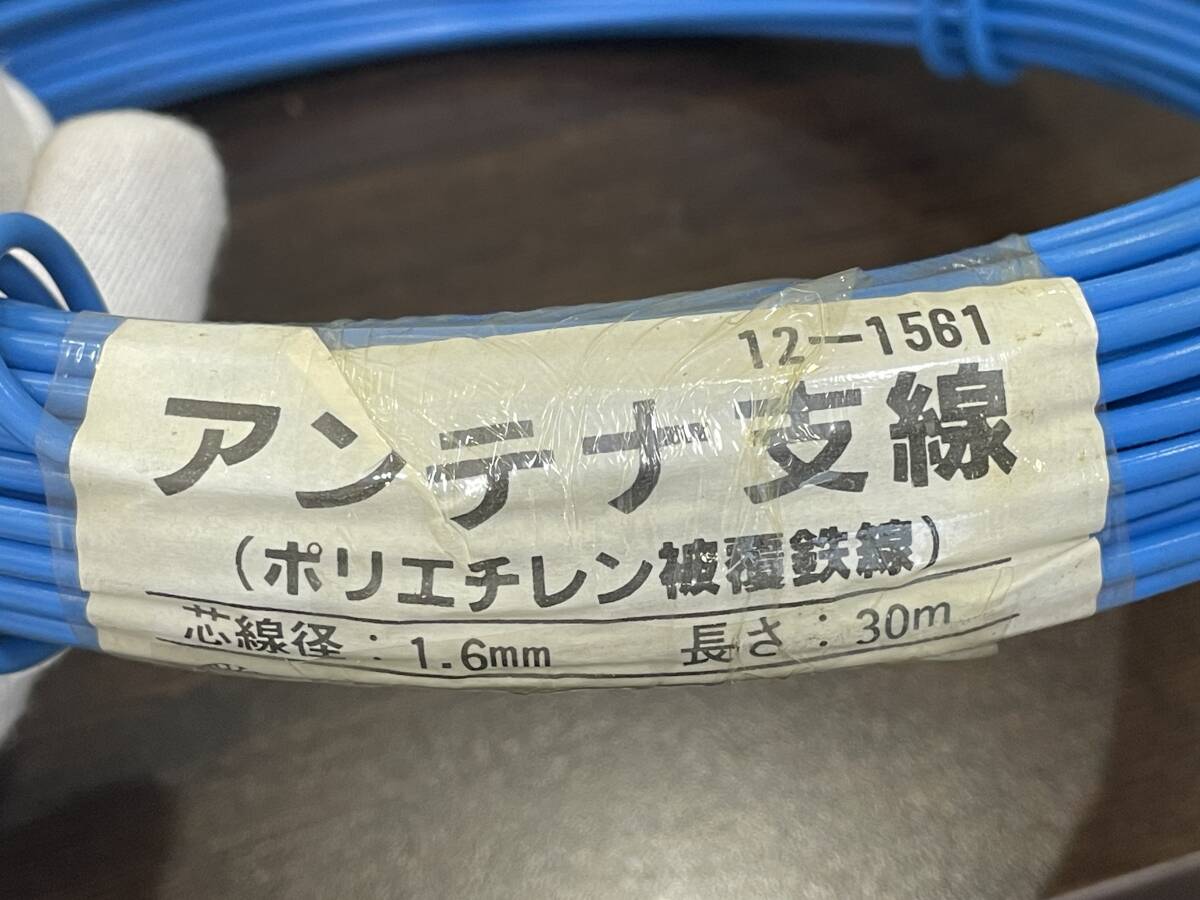 12-1561
アンテナ支線
(ポリエチレン被覆鉄線)
芯線径:1.6mm 長さ:30m